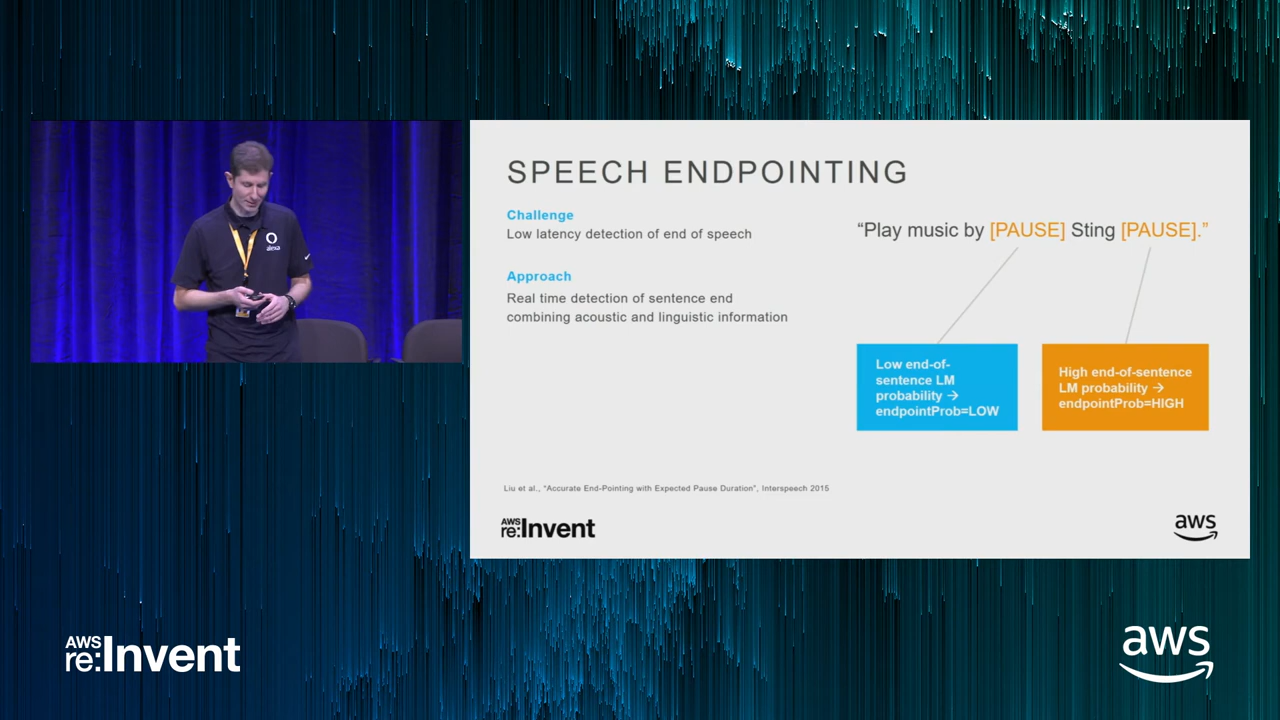 alexa
SPEECH ENDPOINTING
Challenge
Low latency detection of end of speech
Approach
Real time detection of sentence end
combining acoustic and linguistic information
“Play music by [PAUSE] Sting [PAUSE].”
Low end-of-
sentence LM
probability →
endpointProb=LOW
High end-of-sentence
LM probability →
endpointProb=HIGH
Liu et al., “Accurate End-Pointing with Expected Pause Duration”, Interspeech 2015
AWS
re:Invent
aws
AWS
re:Invent
aws